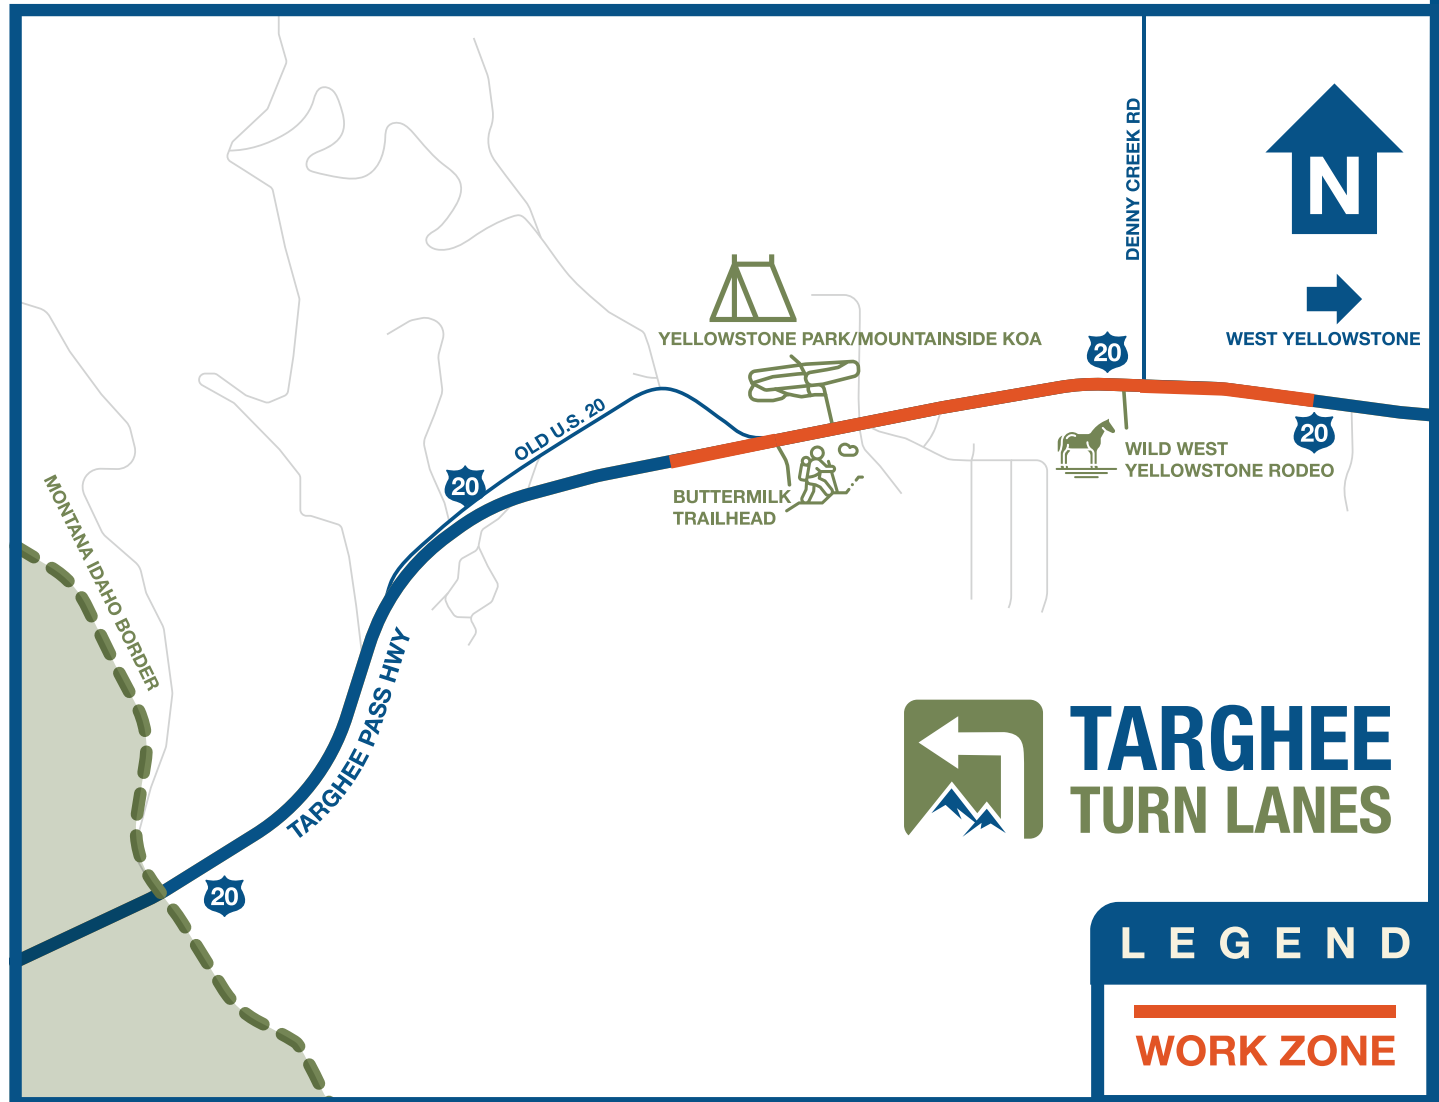 DENNY CREEK RD
N
WEST YELLOWSTONE
YELLOWSTONE PARK/MOUNTAINSIDE KOA
20
OLD U.S. 20
20
20
WILD WEST
YELLOWSTONE RODEO
BUTTERMILK
TRAILHEAD
MONTANA IDAHO BORDER
TARGHEE PASS HWY
20
TARGHEE
TURN LANES
LEGEND
WORK ZONE